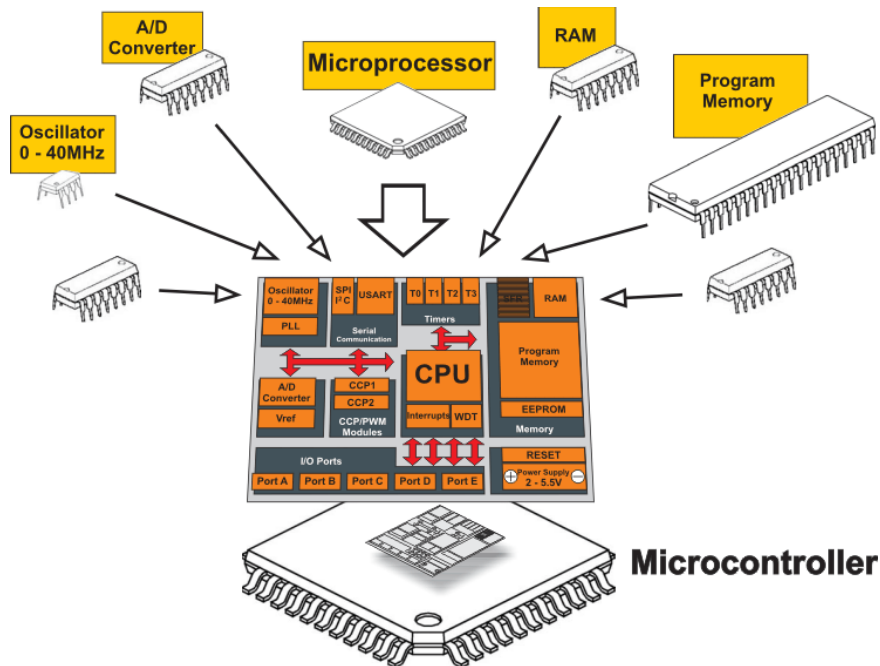 A/D
Converter
Microprocessor
RAM
Program
Memory
Oscillator
0 - 40MHz
Oscillator
0 - 40MHz
PLL
SPI
I²C
USART
Serial
Communication
T0 T1 T2 T3
Timers
SFR
RAM
Program
Memory
EEPROM
Memory
A/D
Converter
Vref
CCP1
CCP2
CCP/PWM
Modules
CPU
Interrupts
WDT
I/O Ports
Port A Port B Port C Port D Port E
RESET
+ Power Supply −
2 - 5.5V
Microcontroller